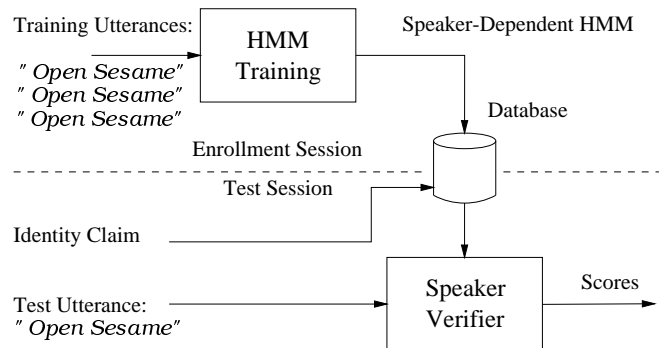 Training Utterances:
" Open Sesame"
" Open Sesame"
" Open Sesame"
HMM
Training
Speaker-Dependent HMM
Database
Enrollment Session
Test Session
Identity Claim
Test Utterance:
" Open Sesame"
Speaker
Verifier
Scores